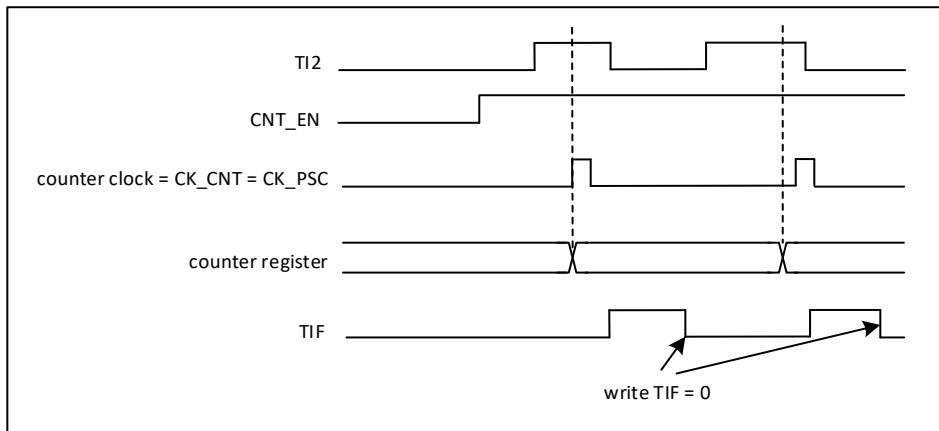 TI2
CNT_EN
counter clock = CK_CNT = CK_PSC
counter register
TIF
write TIF = 0